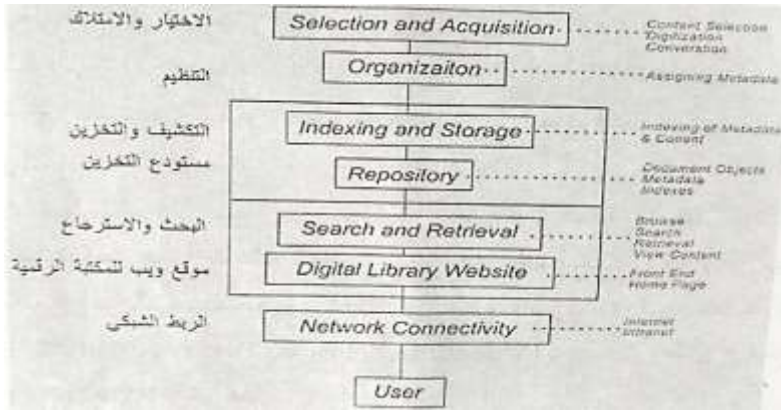 الاختيار والامتلاك
Selection and Acquisition
Content Selection
Digitization
Converation
التنظيم
Organizaiton
Assigning Metadata
التكشيف والتخزين
Indexing and Storage
Indexing of Metadata
& Content
مستودع التخزين
Repository
Document Objects
Metadata
Indexes
البحث والاسترجاع
Search and Retrieval
Browse
Search
Retrieval
View Content
موقع ويب للمكتبة الرقمية
Digital Library Website
Front End
Home Page
الربط الشبكي
Network Connectivity
Internet
Intranet
User